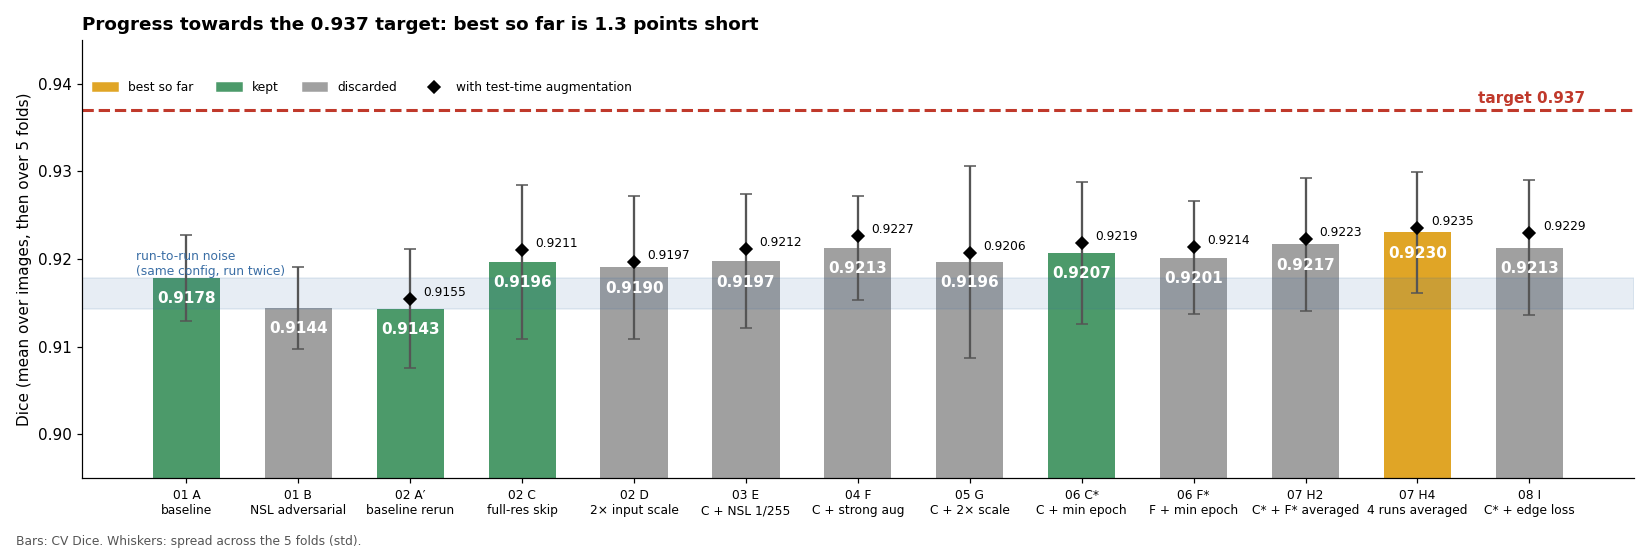 Progress towards the 0.937 target: best so far is 1.3 points short
best so far
kept
discarded
with test-time augmentation
target 0.937
Dice (mean over images, then over 5 folds)
0.94
0.93
0.92
0.91
0.90
run-to-run noise
(same config, run twice)
0.9178
0.9144
0.9155
0.9143
0.9211
0.9196
0.9197
0.9190
0.9212
0.9197
0.9227
0.9213
0.9206
0.9196
0.9219
0.9207
0.9214
0.9201
0.9223
0.9217
0.9235
0.9230
0.9229
0.9213
01 A
baseline
01 B
NSL adversarial
02 A′
baseline rerun
02 C
full-res skip
02 D
2× input scale
03 E
C + NSL 1/255
04 F
C + strong aug
05 G
C + 2× scale
06 C*
C + min epoch
06 F*
F + min epoch
07 H2
C* + F* averaged
07 H4
4 runs averaged
08 I
C* + edge loss
Bars: CV Dice. Whiskers: spread across the 5 folds (std).